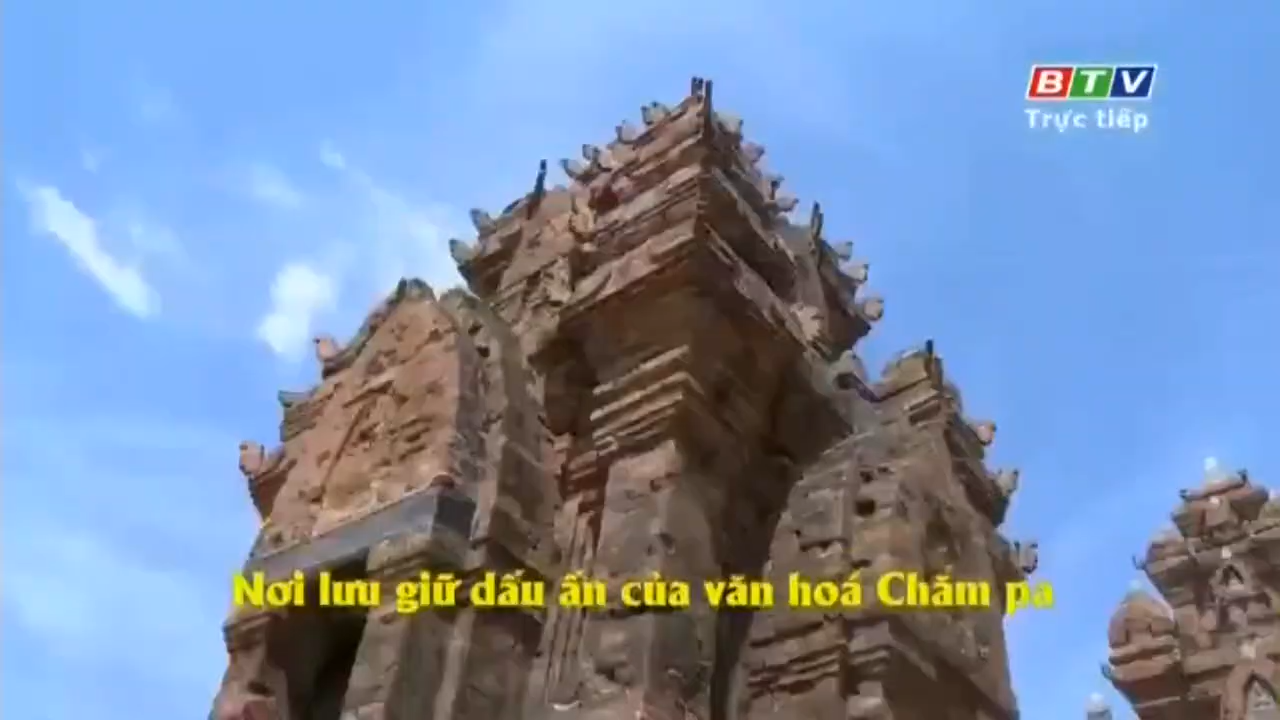 BTV
Trực tiếp
Nơi lưu giữ dấu ấn của văn hoá Chăm pa